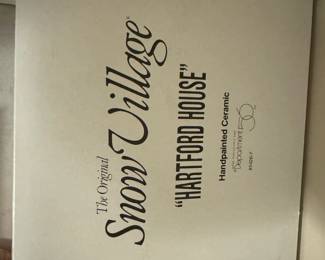 The Original
Snow Village®
"HARTFORD HOUSE"
Handpainted Ceramic
Department 56